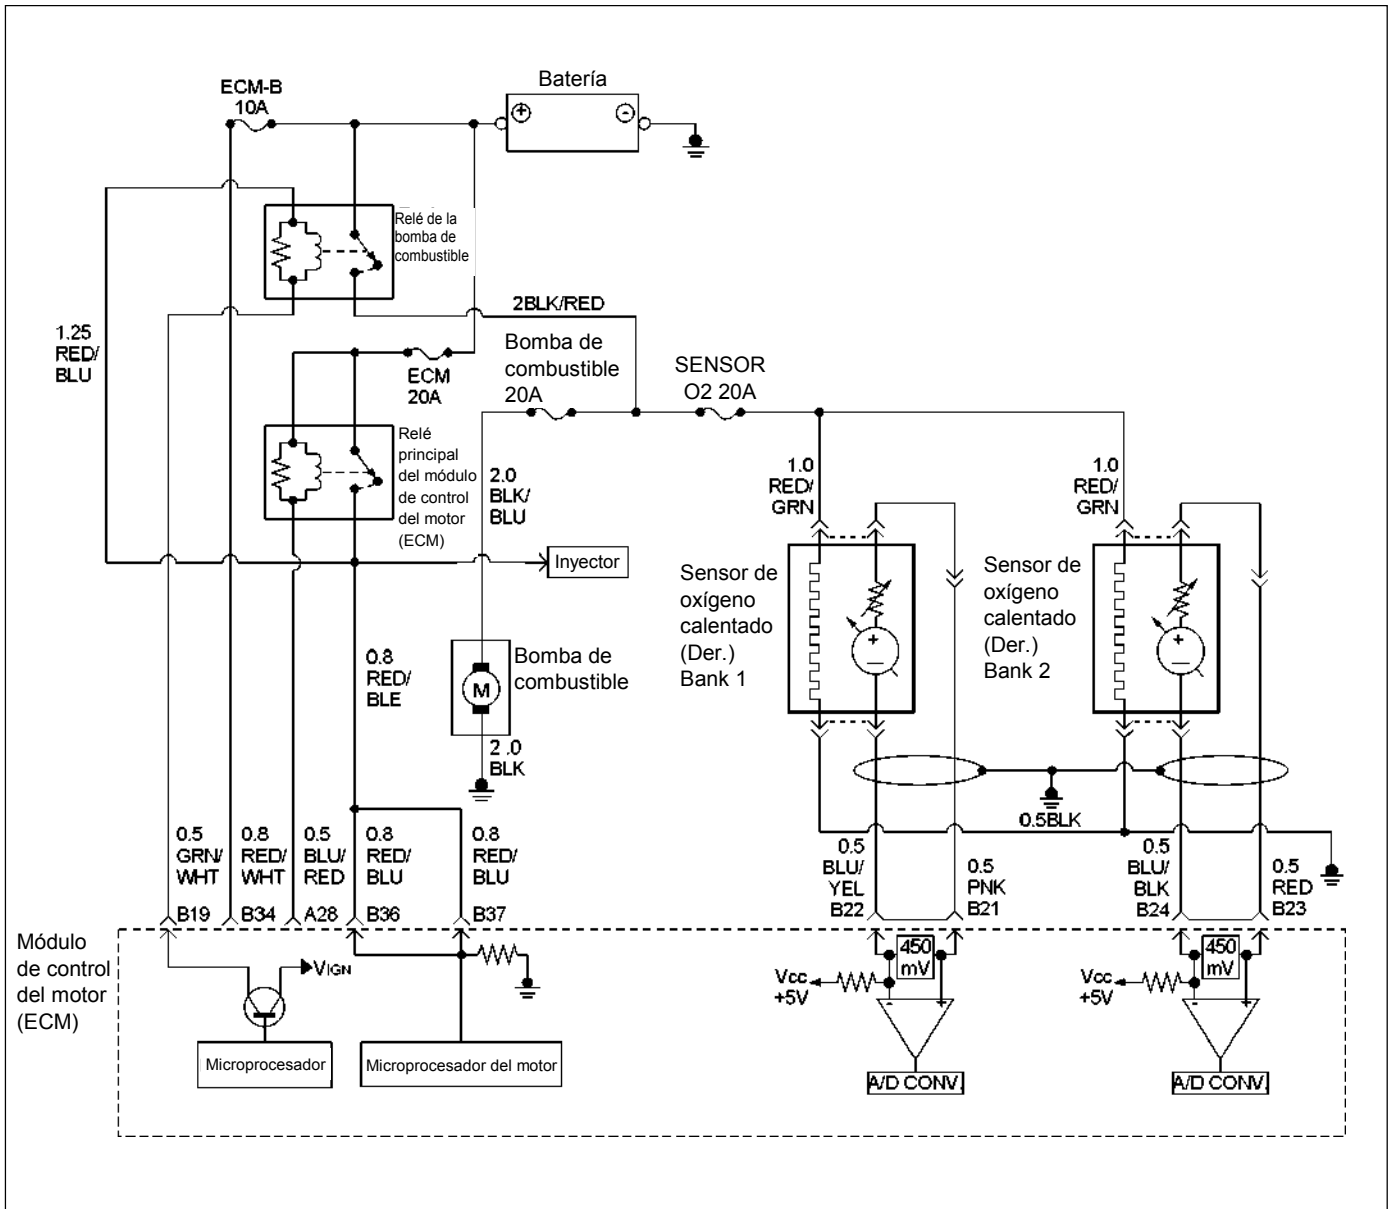 ECM-B
10A
Batería
+
-
Relé de la
bomba de
combustible
2BLK/RED
1.25
RED/
BLU
ECM
20A
Bomba de
combustible
20A
SENSOR
O2 20A
Relé
principal
del módulo
de control
del motor
(ECM)
2.0
BLK/
BLU
1.0
RED/
GRN
1.0
RED/
GRN
Inyector
Sensor de
oxígeno
calentado
(Der.)
Bank 1
+
Sensor de
oxígeno
calentado
(Der.)
Bank 2
+
0.8
RED/
BLE
Bomba de
combustible
M
2.0
BLK
0.5BLK
0.5
GRN/
WHT
B19
0.8
RED/
WHT
B34
0.5
BLU/
RED
A28
0.8
RED/
BLU
B36
0.8
RED/
BLU
B37
0.5
BLU/
YEL
B22
0.5
PNK
B21
0.5
BLU/
BLK
B24
0.5
RED
B23
Módulo
de control
del motor
(ECM)
VIGN
Microprocesador
Microprocesador del motor
450
mV
Vcc
+5V
- +
A/D CONV.
450
mV
Vcc
+5V
- +
A/D CONV.